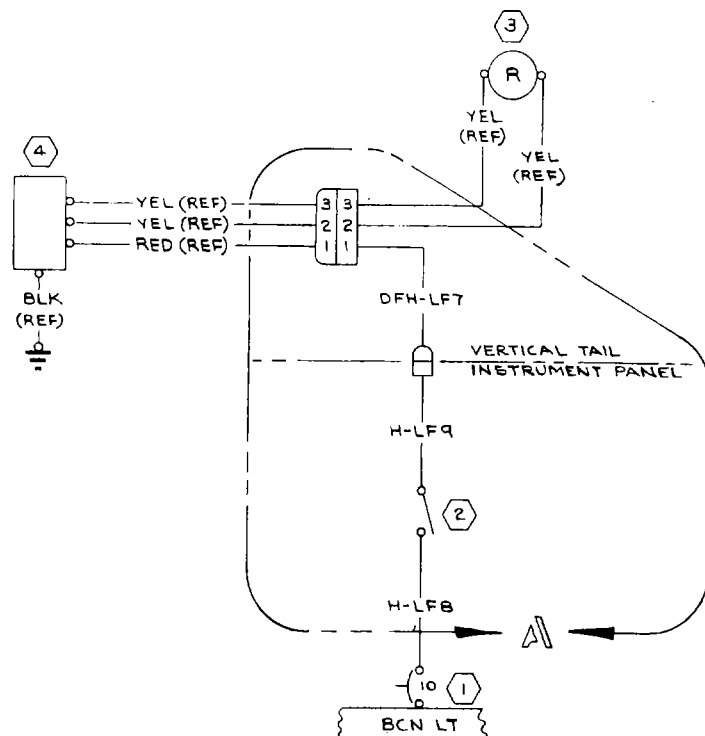 3
R
YEL
(REF)
YEL
(REF)
4
YEL (REF)
YEL (REF)
RED (REF)
3 3
2 2
1 1
BLK
(REF)
DFH-LF7
VERTICAL TAIL
INSTRUMENT PANEL
H-LF9
2
H-LF8
A
10
1
BCN LT